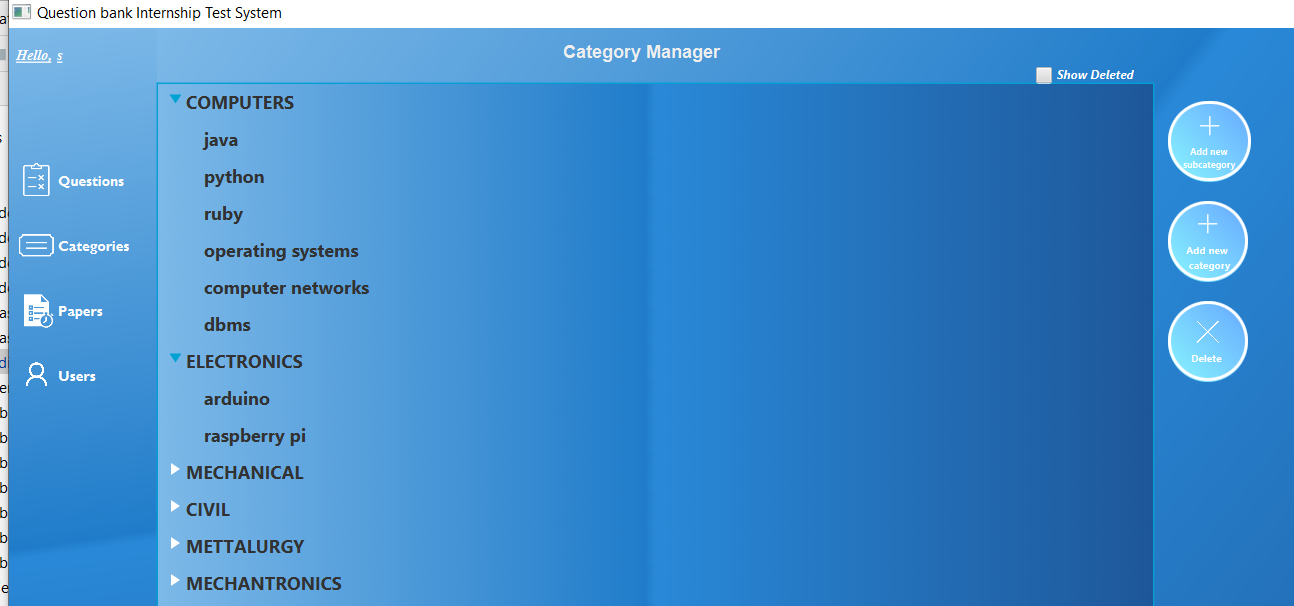 Question bank Internship Test System
Hello, s
Category Manager
Show Deleted
Questions
Categories
Papers
Users
COMPUTERS
java
python
ruby
operating systems
computer networks
dbms
ELECTRONICS
arduino
raspberry pi
MECHANICAL
CIVIL
METTALURGY
MECHANTRONICS
Add new
subcategory
Add new
category
Delete